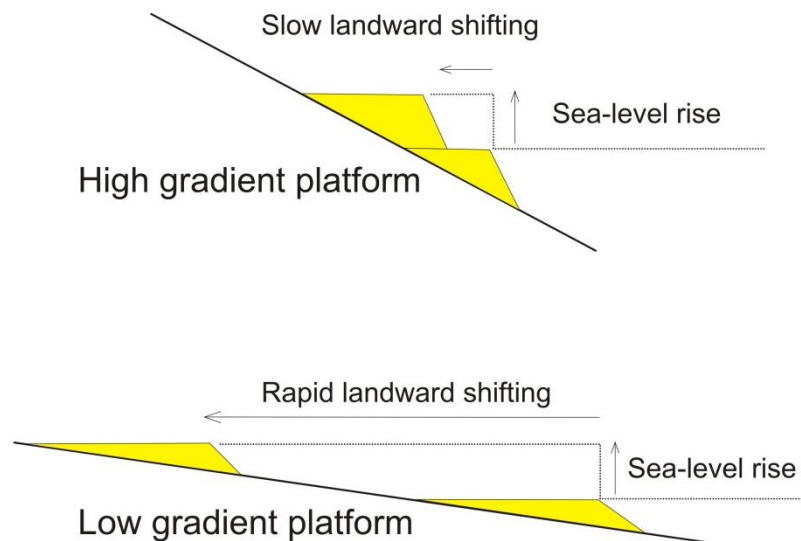 Slow landward shifting
Sea-level rise
High gradient platform
Rapid landward shifting
Sea-level rise
Low gradient platform